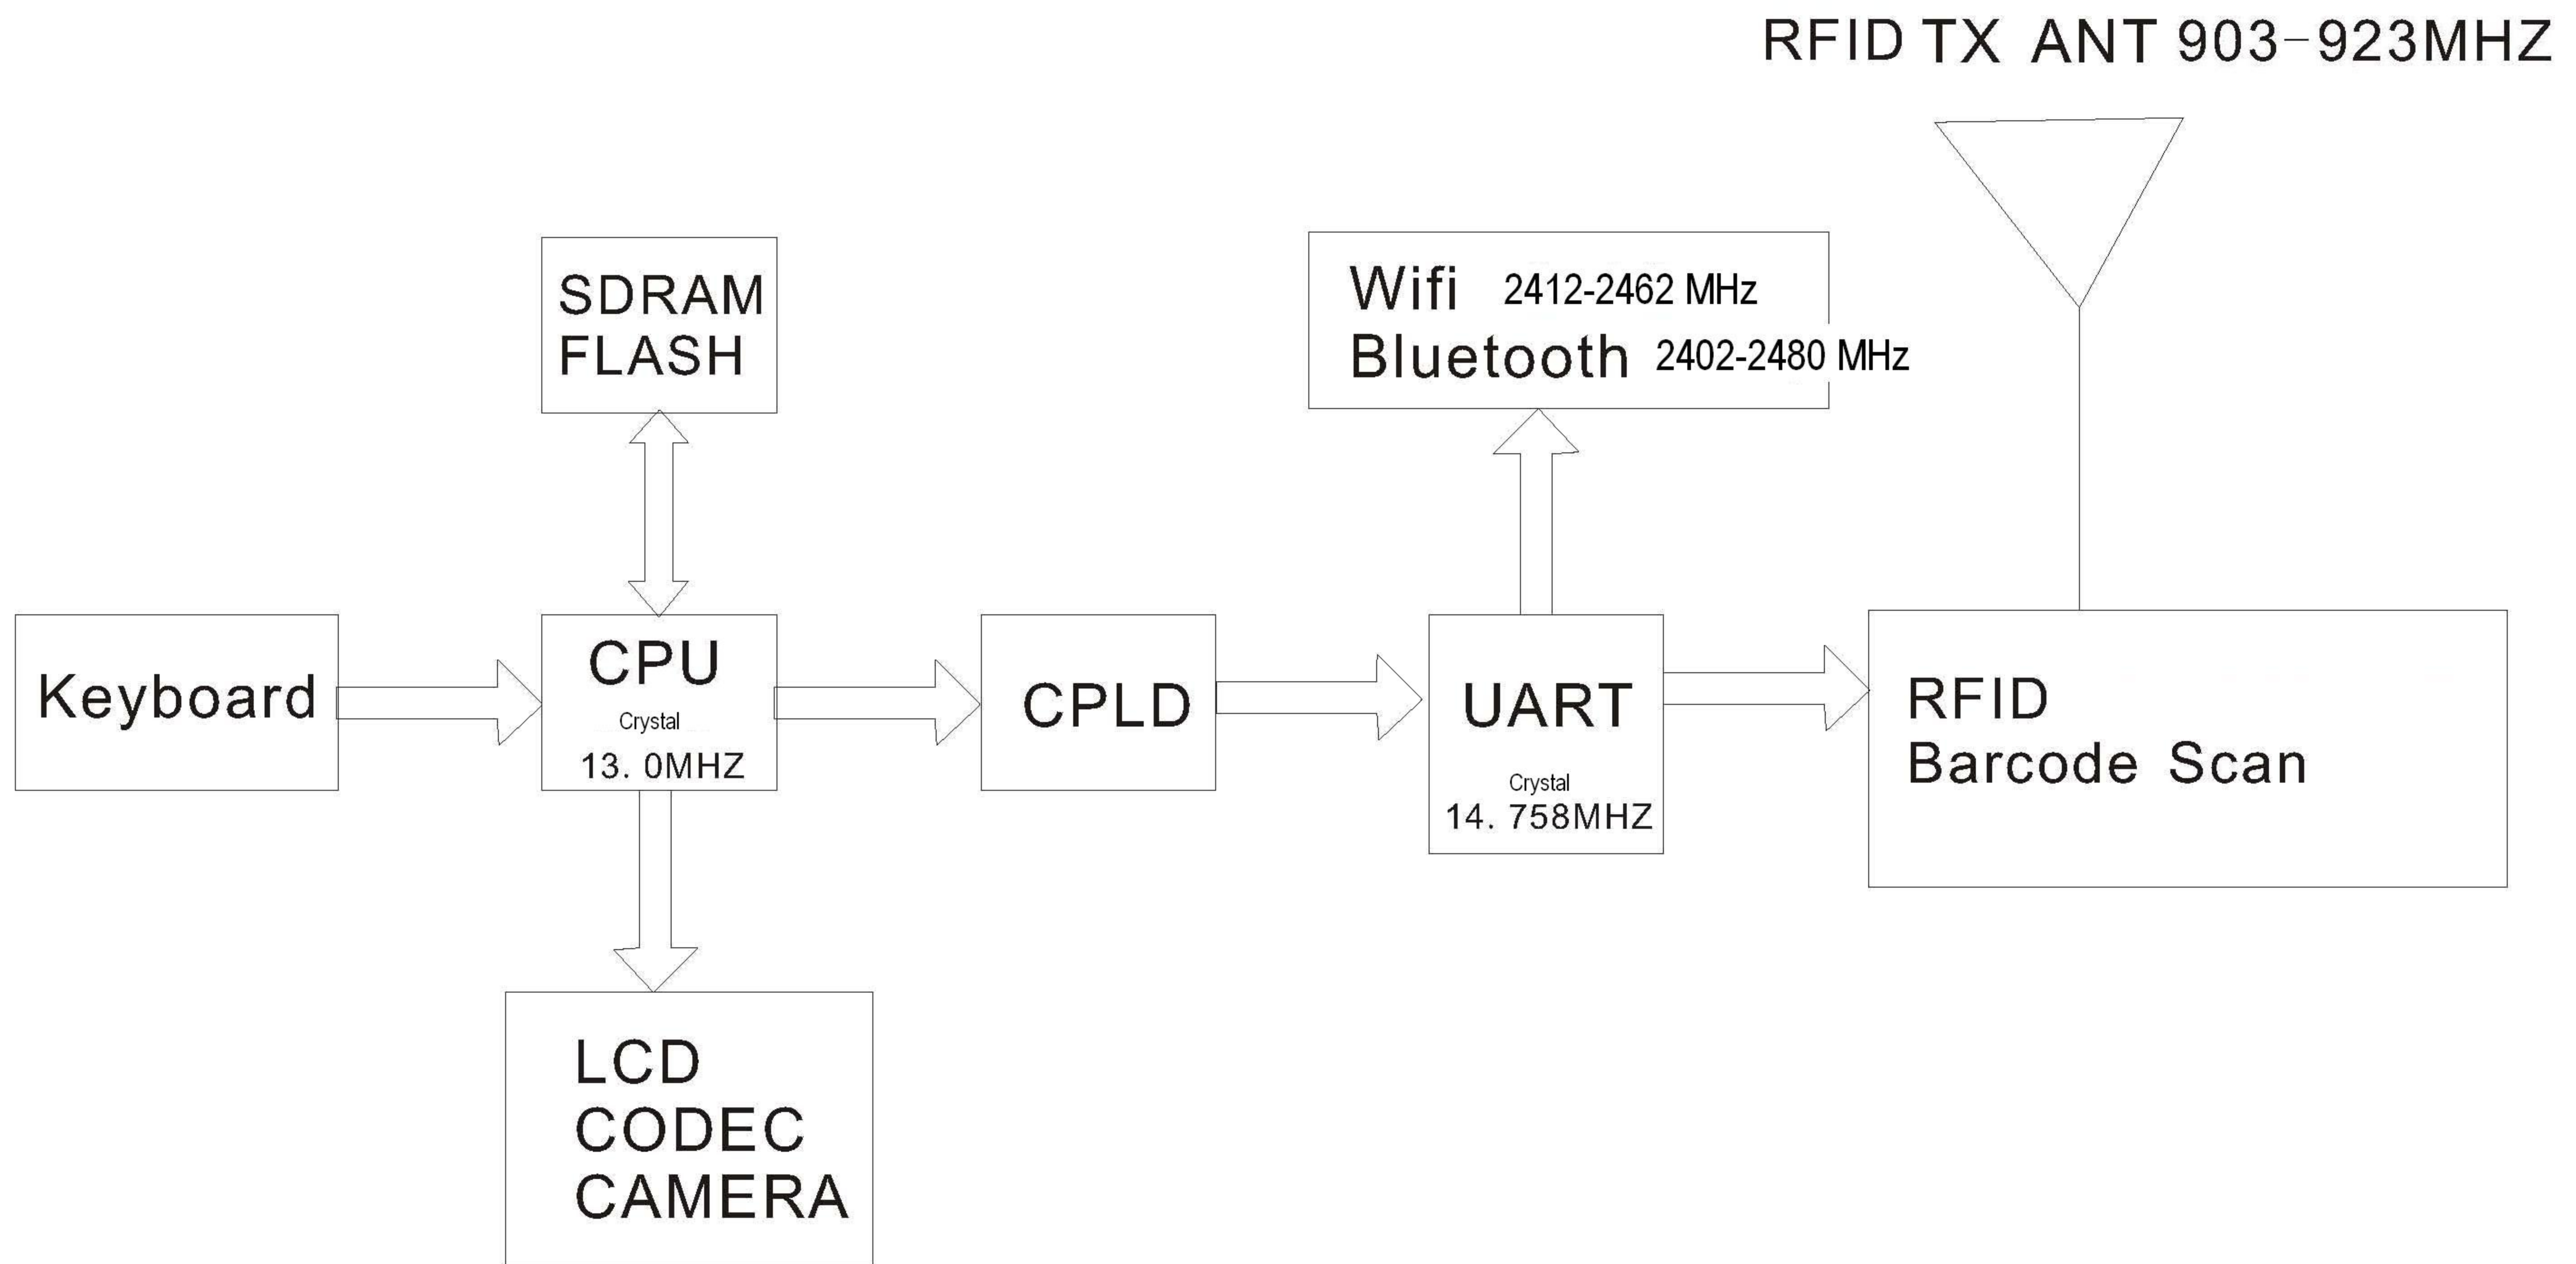 RFID TX ANT 903-923MHZ
SDRAM
FLASH
Wifi 2412-2462 MHz
Bluetooth 2402-2480 MHz
Keyboard
CPU
Crystal
13. 0MHZ
CPLD
UART
Crystal
14. 758MHZ
RFID
Barcode Scan
LCD
CODEC
CAMERA